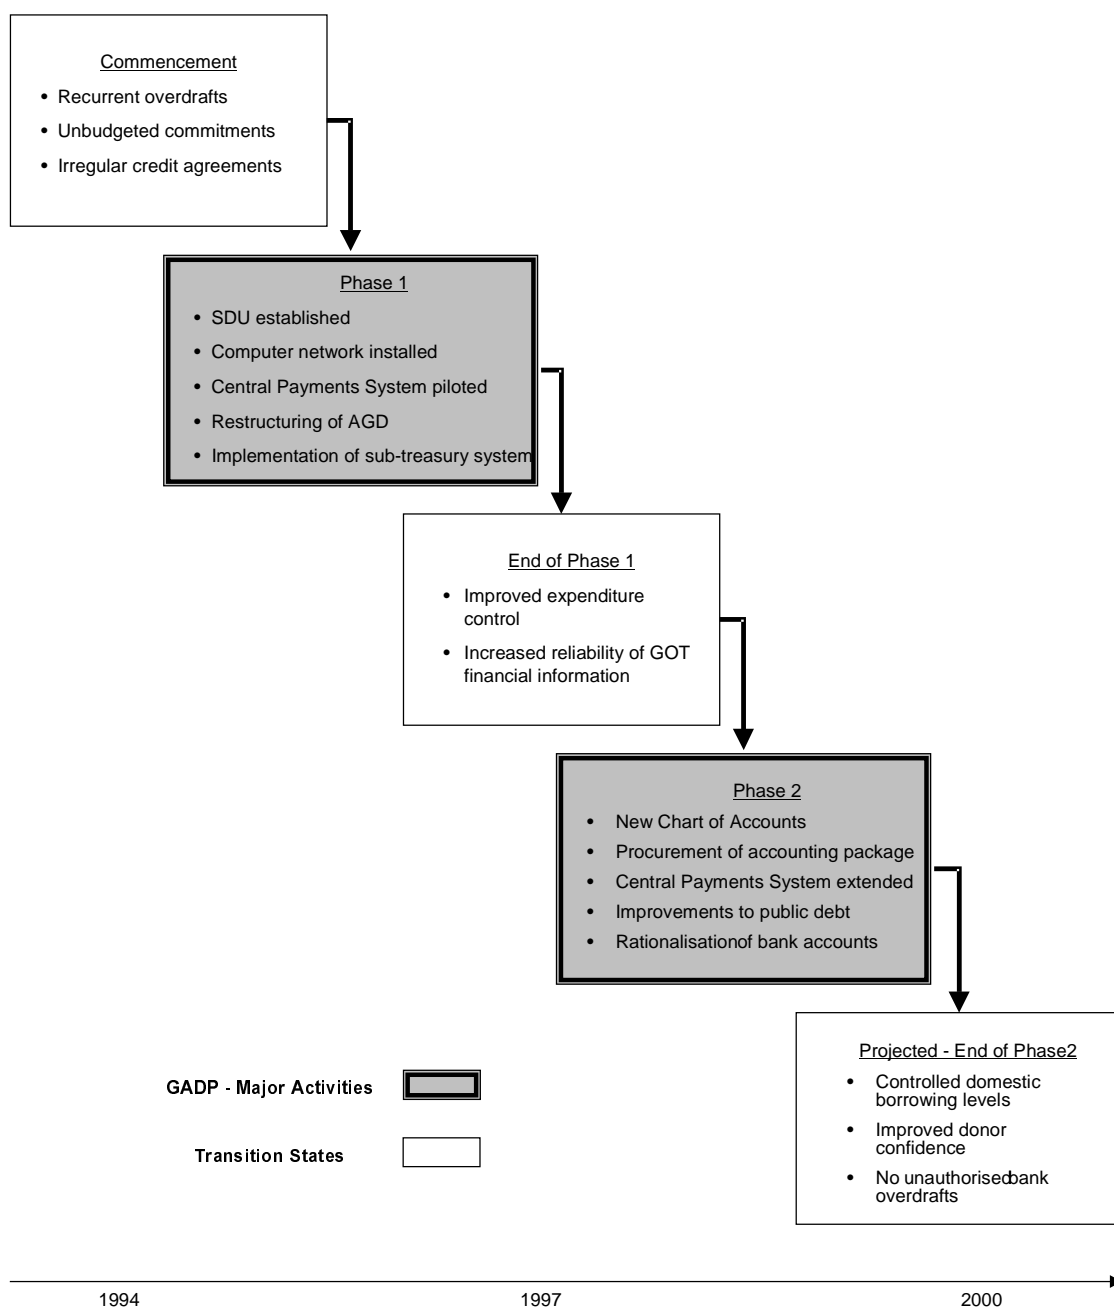 Commencement
• Recurrent overdrafts
• Unbudgeted commitments
• Irregular credit agreements
Phase 1
• SDU established
• Computer network installed
• Central Payments System piloted
• Restructuring of AGD
• Implementation of sub-treasury system
End of Phase 1
• Improved expenditure
control
• Increased reliability of GOT
financial information
Phase 2
• New Chart of Accounts
• Procurement of accounting package
• Central Payments System extended
• Improvements to public debt
• Rationalisationof bank accounts
Projected - End of Phase2
• Controlled domestic
borrowing levels
• Improved donor
confidence
• No unauthorisedbank
overdrafts
GADP - Major Activities
Transition States
1994
1997
2000